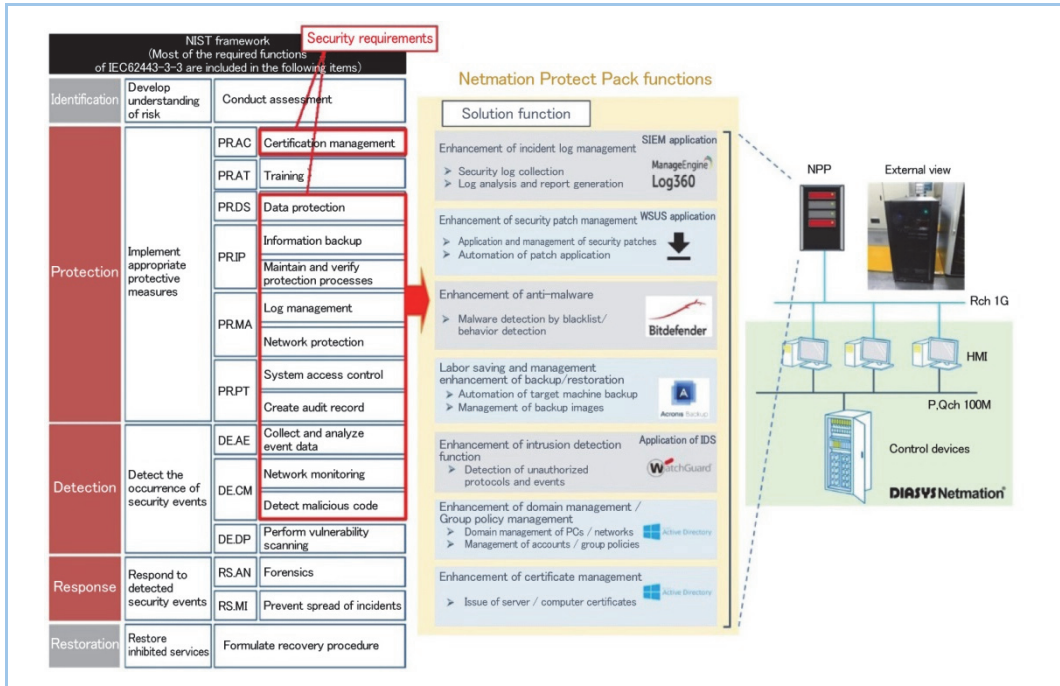 NIST framework
(Most of the required functions
of IEC62443-3-3 are included in the following items)
Security requirements
Identification
Develop
understanding
of risk
Conduct assessment
Protection
Implement
appropriate
protective
measures
PR.AC
Certification management
PR.AT
Training
PR.DS
Data protection
PR.IP
Information backup
Maintain and verify
protection processes
PR.MA
Log management
Network protection
PR.PT
System access control
Create audit record
Detection
Detect the
occurrence of
security events
DE.AE
Collect and analyze
event data
DE.CM
Network monitoring
Detect malicious code
DE.DP
Perform vulnerability
scanning
Response
Respond to
detected
security events
RS.AN
Forensics
RS.MI
Prevent spread of incidents
Restoration
Restore
inhibited services
Formulate recovery procedure
Netmation Protect Pack functions
Solution function
Enhancement of incident log management
SIEM application
➤ Security log collection
➤ Log analysis and report generation
ManageEngine
Log360
Enhancement of security patch management
WSUS application
➤ Application and management of security patches
➤ Automation of patch application
Enhancement of anti-malware
➤ Malware detection by blacklist/
behavior detection
Bitdefender
Labor saving and management
enhancement of backup/restoration
➤ Automation of target machine backup
➤ Management of backup images
A
Acronis Backup
Enhancement of intrusion detection
function
Application of IDS
➤ Detection of unauthorized
protocols and events
WatchGuard
Enhancement of domain management /
Group policy management
➤ Domain management of PCs / networks
➤ Management of accounts / group policies
Active Directory
Enhancement of certificate management
➤ Issue of server / computer certificates
Active Directory
NPP
External view
Rch 1G
HMI
P,Qch 100M
Control devices
DIASYS Netmation®